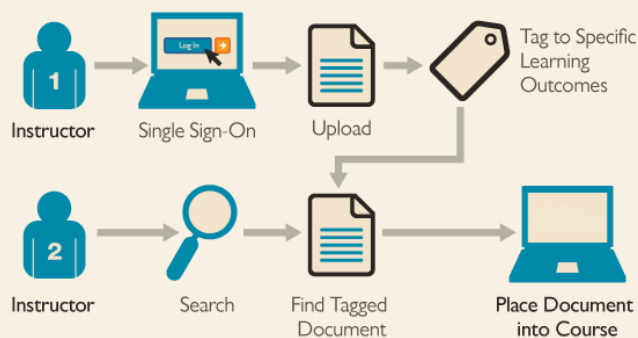 1
Log In
Instructor
Single Sign-On
Upload
Tag to Specific
Learning
Outcomes
2
Instructor
Search
Find Tagged
Document
Place Document
into Course